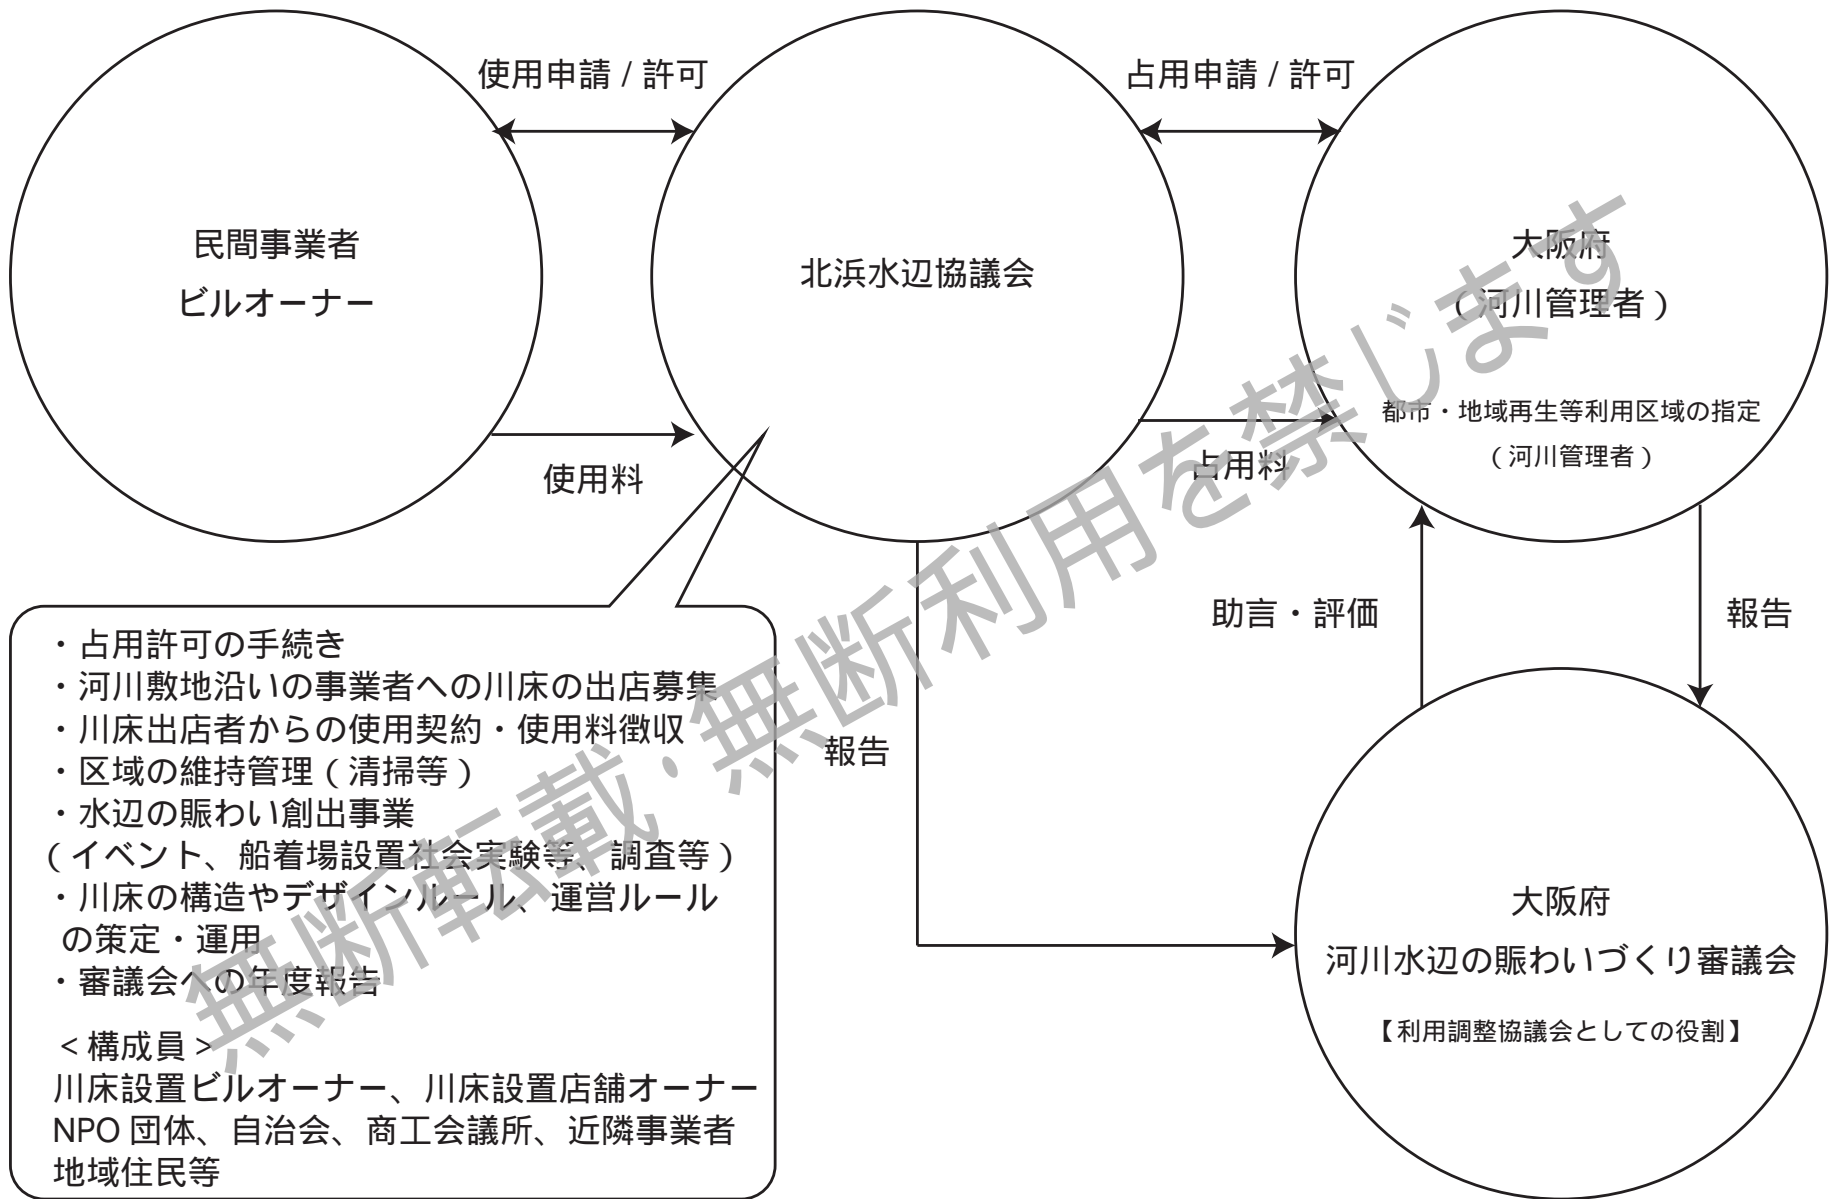 使用申請 / 許可
占用申請 / 許可
民間事業者
ビルオーナー
北浜水辺協議会
大阪府
（河川管理者）
都市・地域再生等利用区域の指定
（河川管理者）
使用料
占用料
助言・評価
報告
報告
・占用許可の手続き
・河川敷地沿いの事業者への川床の出店募集
・川床出店者からの使用契約・使用料徴収
・区域の維持管理（清掃等）
・水辺の賑わい創出事業
（イベント、船着場設置社会実験等、調査等）
・川床の構造やデザインルール、運営ルール
の策定・運用
・審議会への年度報告
＜構成員＞
川床設置ビルオーナー、川床設置店舗オーナー
NPO 団体、自治会、商工会議所、近隣事業者
地域住民等
大阪府
河川水辺の賑わいづくり審議会
【利用調整協議会としての役割】
無断転載・無断利用を禁じます